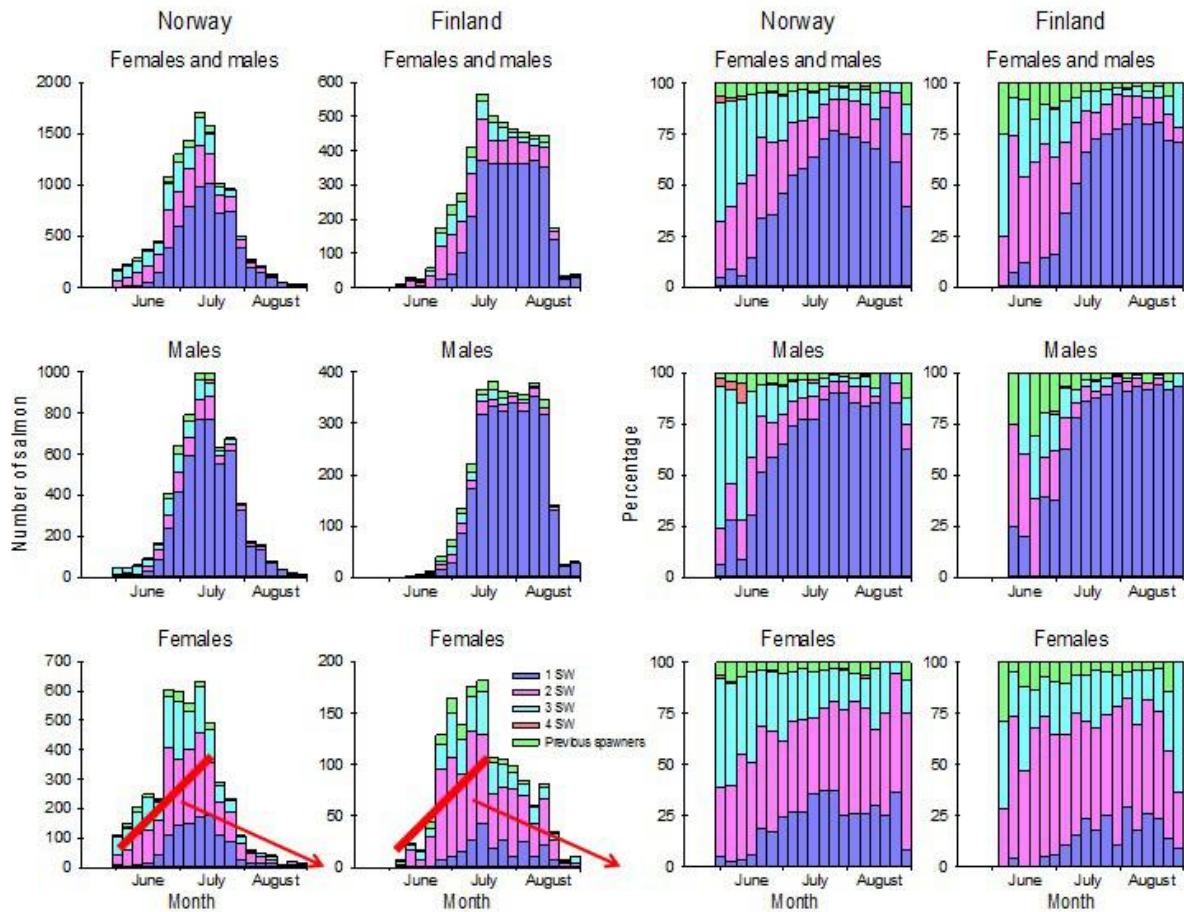 Norway Finland Norway Finland
Females and males Females and males Females and males Females and males
2000
1500
1000
500
0
June July August
600
500
400
300
200
100
0
June July August
100
75
50
25
0
June July August
100
75
50
25
0
June July August
Males Males Males Males
Number of salmon
1000
800
600
400
200
0
June July August
400
300
200
100
0
June July August
Percentage
100
75
50
25
0
June July August
100
75
50
25
0
June July August
Females Females Females Females
700
600
500
400
300
200
100
0
June July August
Month
200
150
100
50
0
1 SW
2 SW
3 SW
4 SW
Previous spawners
June July August
Month
100
75
50
25
0
June July August
Month
100
75
50
25
0
June July August
Month